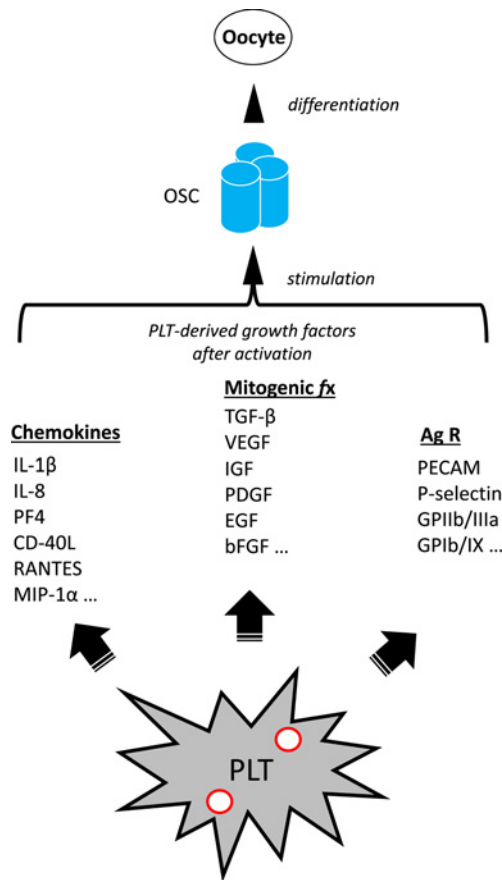 Oocyte
differentiation
OSC
stimulation
PLT-derived growth factors
after activation
Chemokines
IL-1β
IL-8
PF4
CD-40L
RANTES
MIP-1α ...
Mitogenic fx
TGF-β
VEGF
IGF
PDGF
EGF
bFGF ...
Ag R
PECAM
P-selectin
GPIIb/IIIa
GPIb/IX ...
PLT